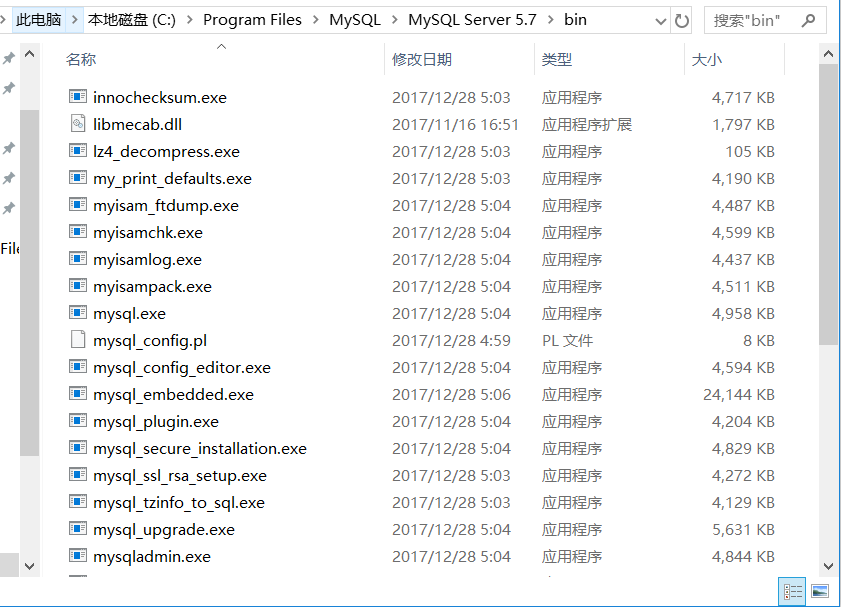 此电脑 本地磁盘 (C:) Program Files MySQL MySQL Server 5.7 bin 搜索"bin"
名称 修改日期 类型 大小
innochecksum.exe 2017/12/28 5:03 应用程序 4,717 KB
libmecab.dll 2017/11/16 16:51 应用程序扩展 1,797 KB
lz4_decompress.exe 2017/12/28 5:03 应用程序 105 KB
my_print_defaults.exe 2017/12/28 5:03 应用程序 4,190 KB
myisam_ftdump.exe 2017/12/28 5:04 应用程序 4,487 KB
myisamchk.exe 2017/12/28 5:04 应用程序 4,599 KB
File
myisamlog.exe 2017/12/28 5:04 应用程序 4,437 KB
myisampack.exe 2017/12/28 5:04 应用程序 4,511 KB
mysql.exe 2017/12/28 5:04 应用程序 4,958 KB
mysql_config.pl 2017/12/28 4:59 PL 文件 8 KB
mysql_config_editor.exe 2017/12/28 5:04 应用程序 4,594 KB
mysql_embedded.exe 2017/12/28 5:06 应用程序 24,144 KB
mysql_plugin.exe 2017/12/28 5:04 应用程序 4,204 KB
mysql_secure_installation.exe 2017/12/28 5:04 应用程序 4,829 KB
mysql_ssl_rsa_setup.exe 2017/12/28 5:03 应用程序 4,272 KB
mysql_tzinfo_to_sql.exe 2017/12/28 5:03 应用程序 4,129 KB
mysql_upgrade.exe 2017/12/28 5:04 应用程序 5,631 KB
mysqladmin.exe 2017/12/28 5:04 应用程序 4,844 KB